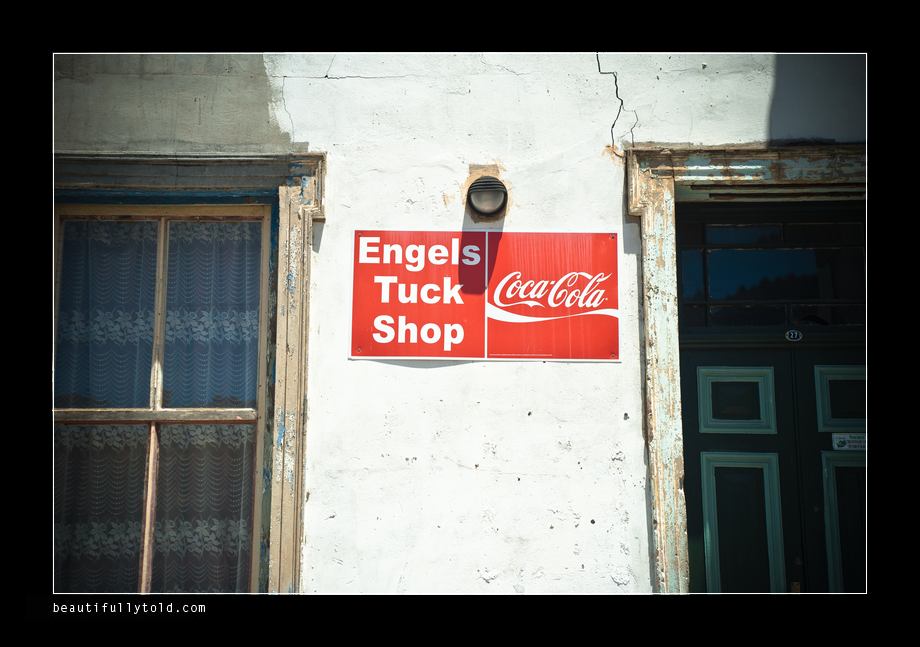 Engels
Tuck
Shop
Coca-Cola
27
beautifullytold.com